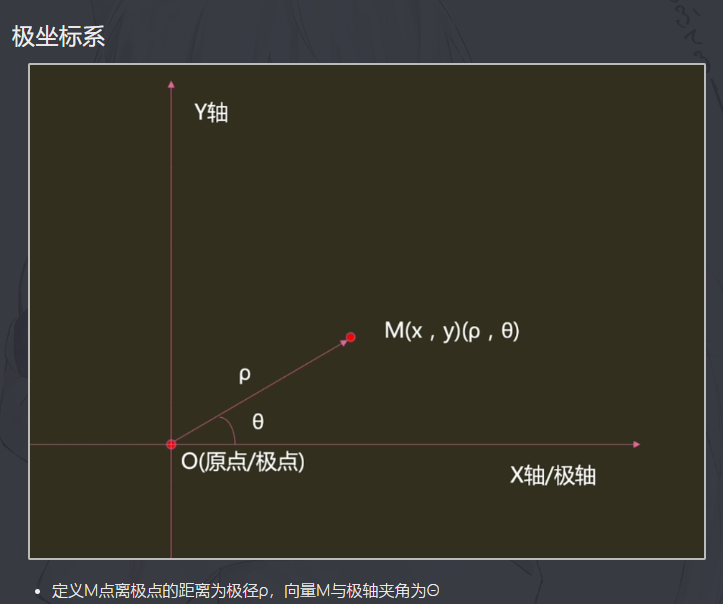 极坐标系
Y轴
M(x , y)(ρ , θ)
ρ
θ
O(原点/极点)
X轴/极轴
定义M点离极点的距离为极径ρ，向量M与极轴夹角为Θ